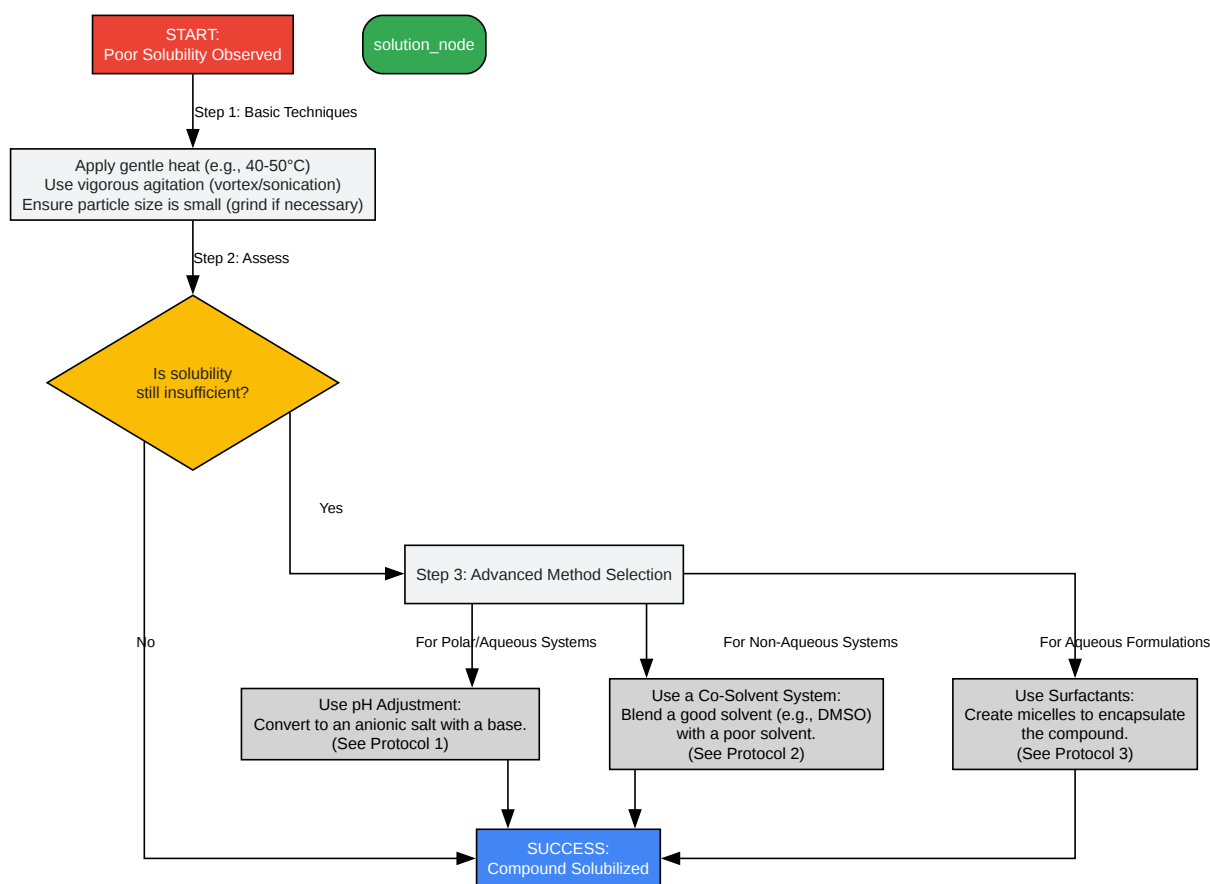 START:
Poor Solubility Observed
solution_node
Step 1: Basic Techniques
Apply gentle heat (e.g., 40-50°C)
Use vigorous agitation (vortex/sonication)
Ensure particle size is small (grind if necessary)
Step 2: Assess
Is solubility
still insufficient?
Yes
Step 3: Advanced Method Selection
No
For Polar/Aqueous Systems
For Non-Aqueous Systems
For Aqueous Formulations
Use pH Adjustment:
Convert to an anionic salt with a base.
(See Protocol 1)
Use a Co-Solvent System:
Blend a good solvent (e.g., DMSO)
with a poor solvent.
(See Protocol 2)
Use Surfactants:
Create micelles to encapsulate
the compound.
(See Protocol 3)
SUCCESS:
Compound Solubilized